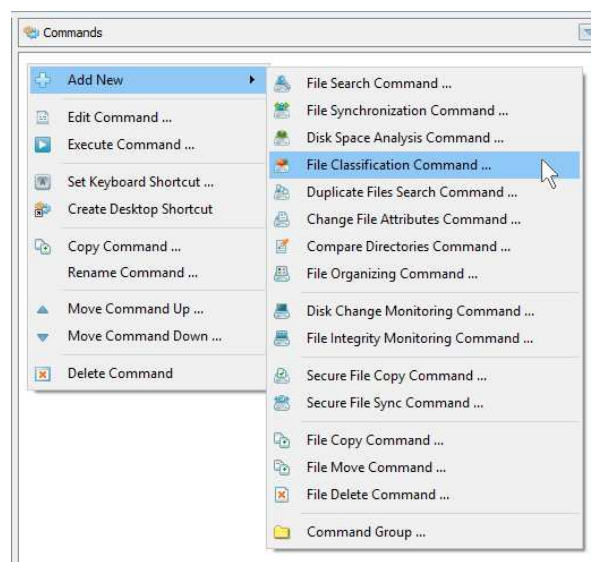 Commands
Add New
Edit Command ...
Execute Command ...
Set Keyboard Shortcut ...
Create Desktop Shortcut
Copy Command ...
Rename Command ...
Move Command Up ...
Move Command Down ...
Delete Command
File Search Command ...
File Synchronization Command ...
Disk Space Analysis Command ...
File Classification Command ...
Duplicate Files Search Command ...
Change File Attributes Command ...
Compare Directories Command ...
File Organizing Command ...
Disk Change Monitoring Command ...
File Integrity Monitoring Command ...
Secure File Copy Command ...
Secure File Sync Command ...
File Copy Command ...
File Move Command ...
File Delete Command ...
Command Group ...